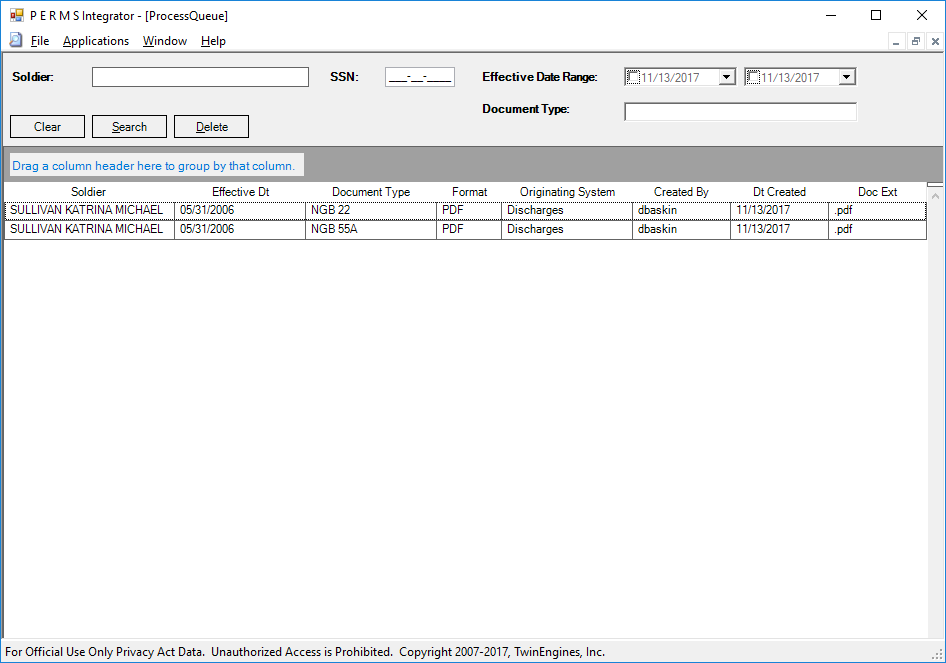 P E R M S Integrator - [ProcessQueue]
File Applications Window Help
Soldier: SSN: ___-__-____ Effective Date Range: 11/13/2017 11/13/2017
Document Type:
Clear Search Delete
Drag a column header here to group by that column.
Soldier Effective Dt Document Type Format Originating System Created By Dt Created Doc Ext
SULLIVAN KATRINA MICHAEL 05/31/2006 NGB 22 PDF Discharges dbaskin 11/13/2017 .pdf
SULLIVAN KATRINA MICHAEL 05/31/2006 NGB 55A PDF Discharges dbaskin 11/13/2017 .pdf
For Official Use Only Privacy Act Data.  Unauthorized Access is Prohibited.  Copyright 2007-2017, TwinEngines, Inc.